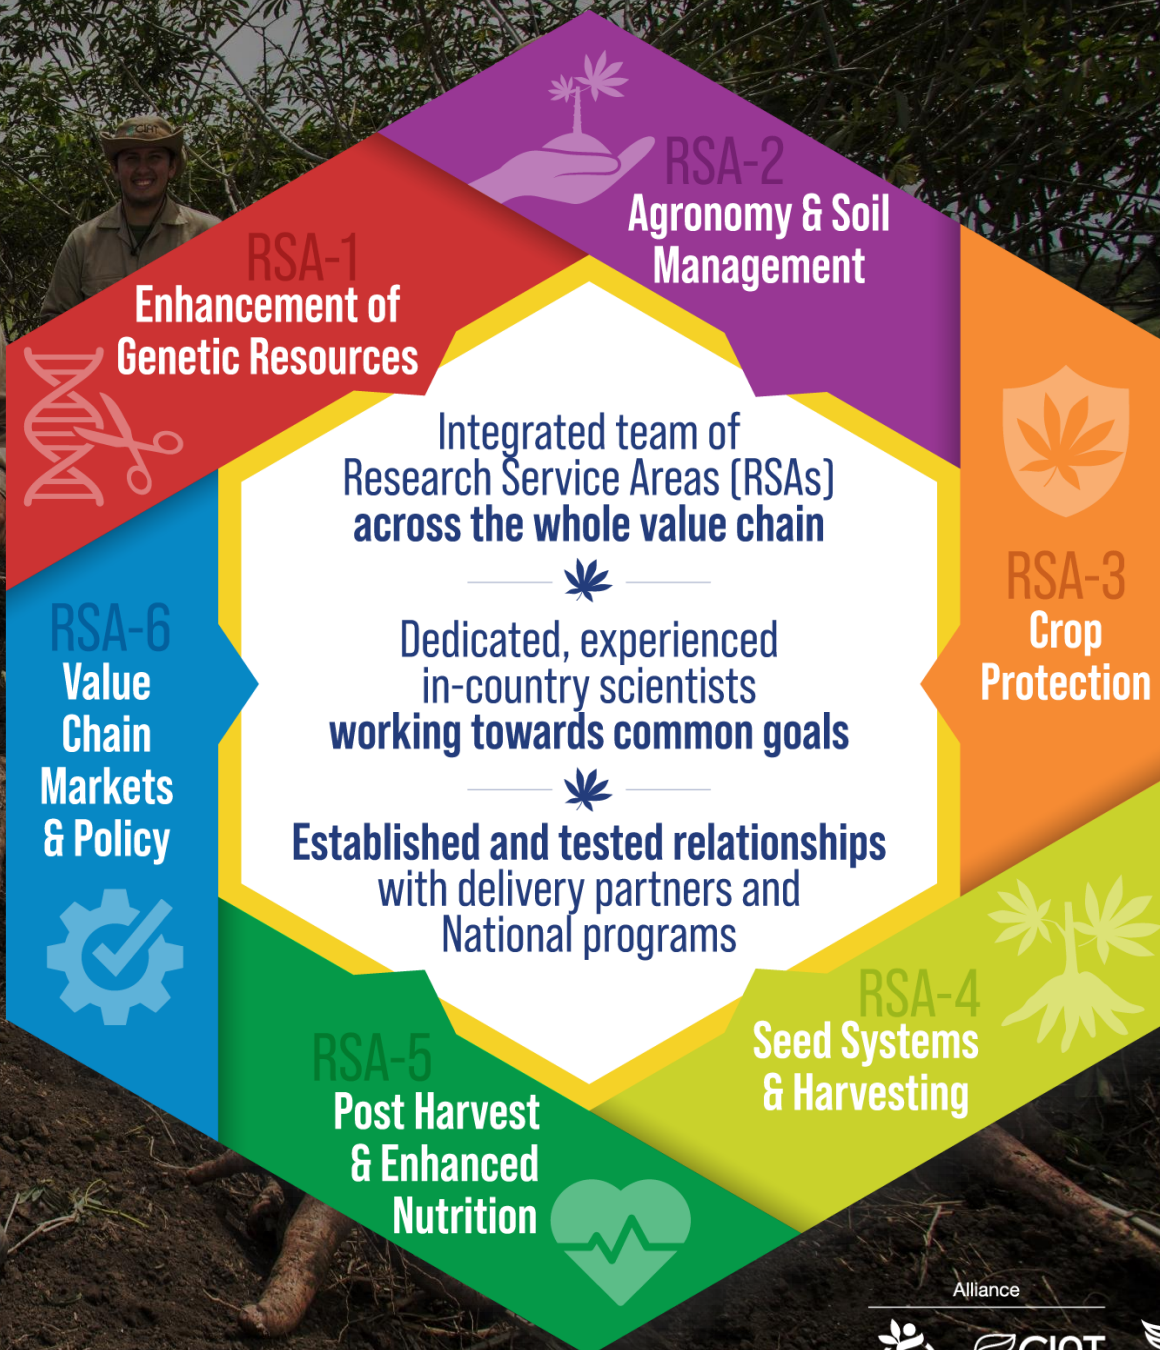 RSA-2
Agronomy & Soil
Management
RSA-1
Enhancement of
Genetic Resources
Integrated team of
Research Service Areas (RSAs)
across the whole value chain
Dedicated, experienced
in-country scientists
working towards common goals
Established and tested relationships
with delivery partners and
National programs
RSA-3
Crop
Protection
RSA-6
Value
Chain
Markets
& Policy
RSA-4
Seed Systems
& Harvesting
RSA-5
Post Harvest
& Enhanced
Nutrition
Alliance
CIAT
CIAT